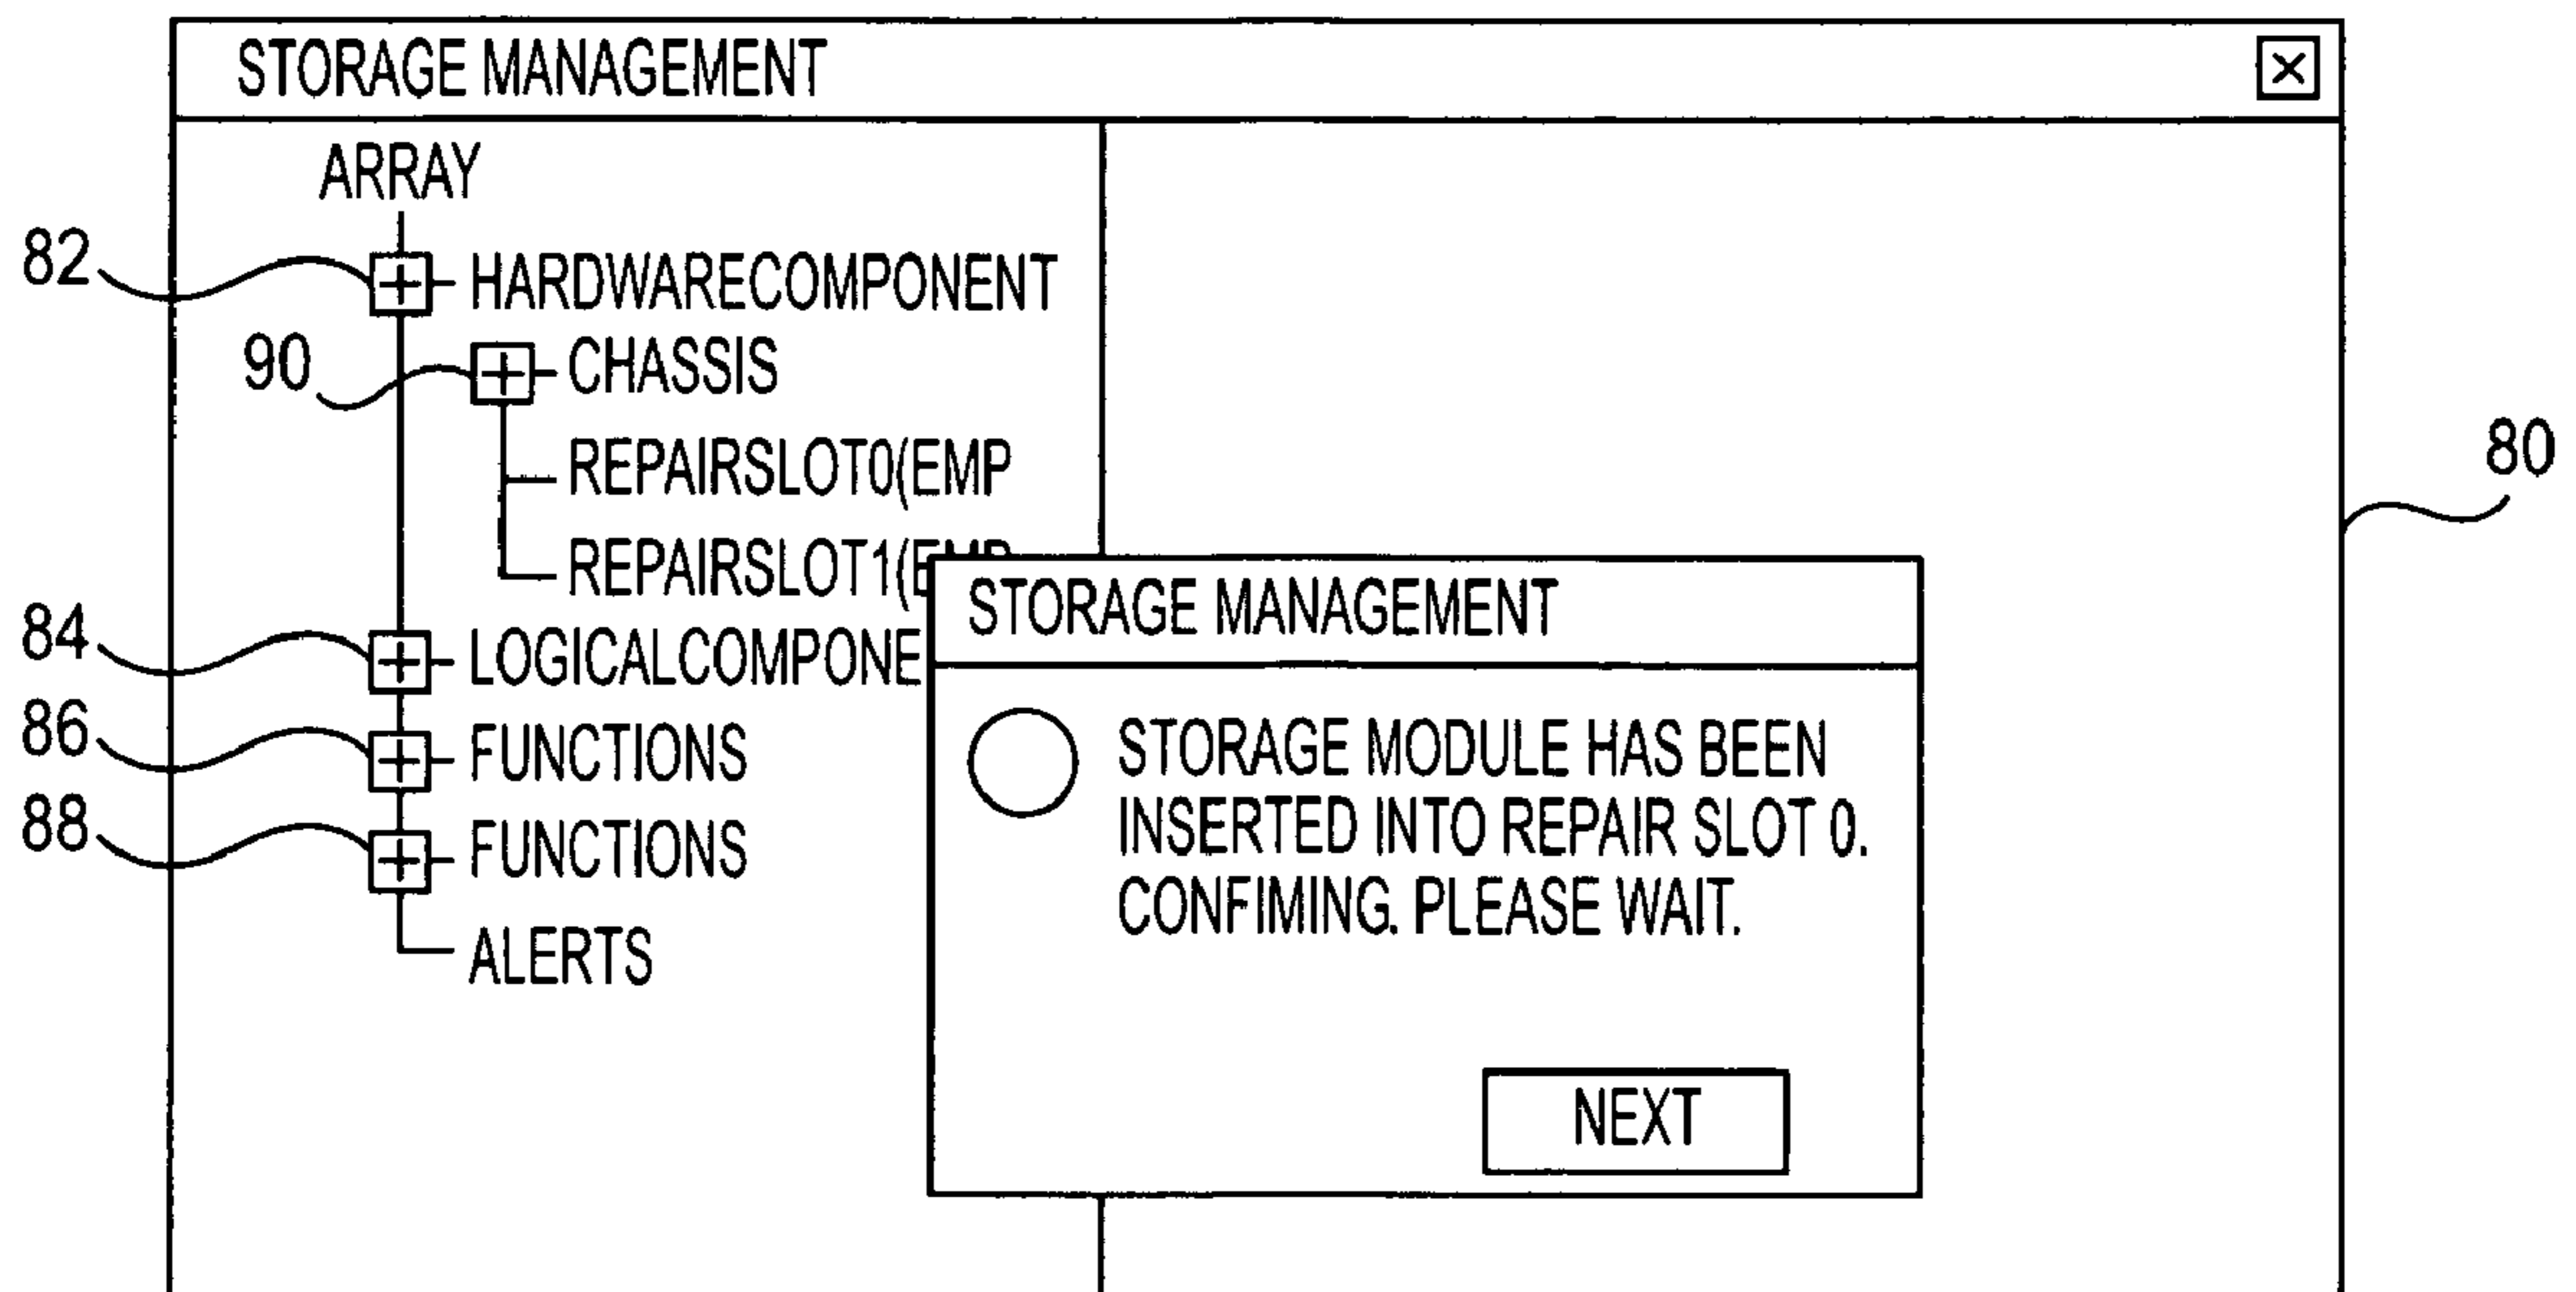 STORAGE MANAGEMENT
ARRAY
82
HARDWARECOMPONENT
90
CHASSIS
REPAIRSLOT0(EMP
80
REPAIRSLOT1(EMP
84
LOGICALCOMPONE
86
FUNCTIONS
88
FUNCTIONS
ALERTS
STORAGE MANAGEMENT
STORAGE MODULE HAS BEEN
INSERTED INTO REPAIR SLOT 0.
CONFIMING. PLEASE WAIT.
NEXT